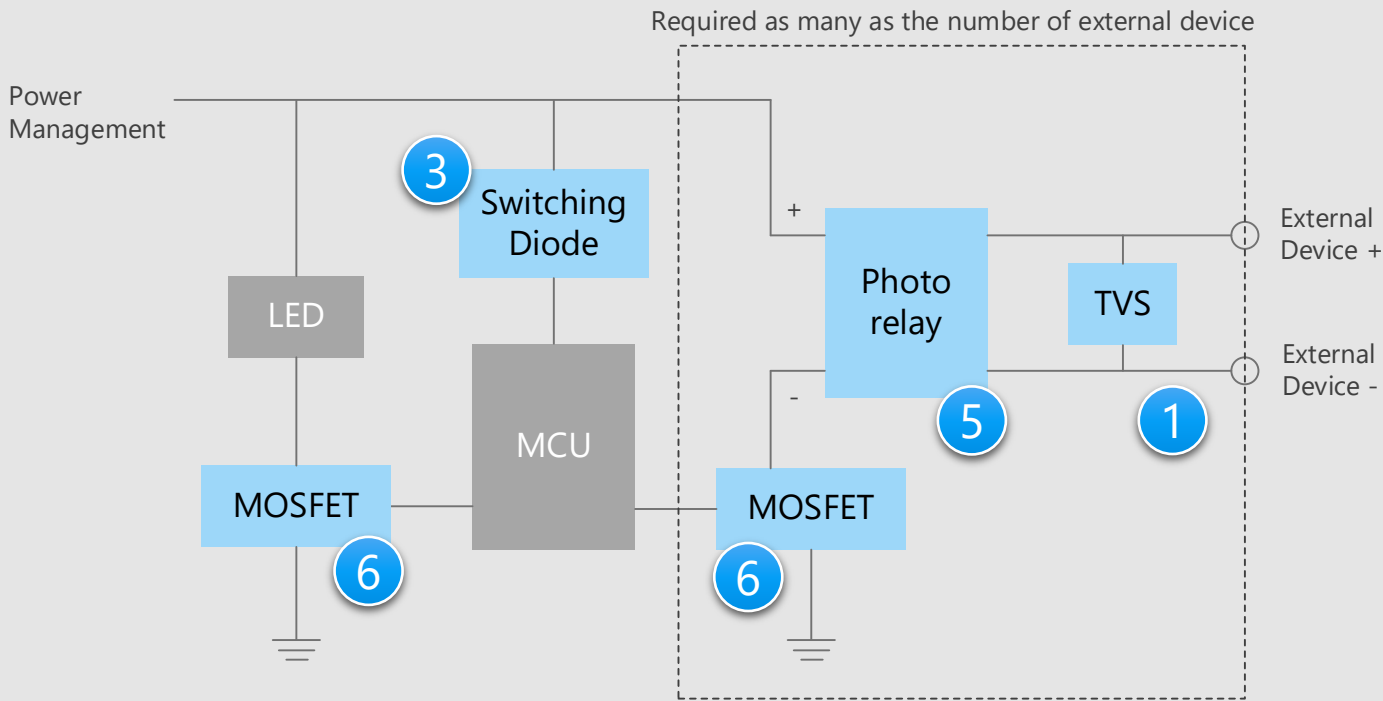 Required as many as the number of external device
Power
Management
3
Switching
Diode
+
External
Device +
LED
Photo
relay
TVS
External
Device -
-
5
1
MCU
MOSFET
MOSFET
6
6